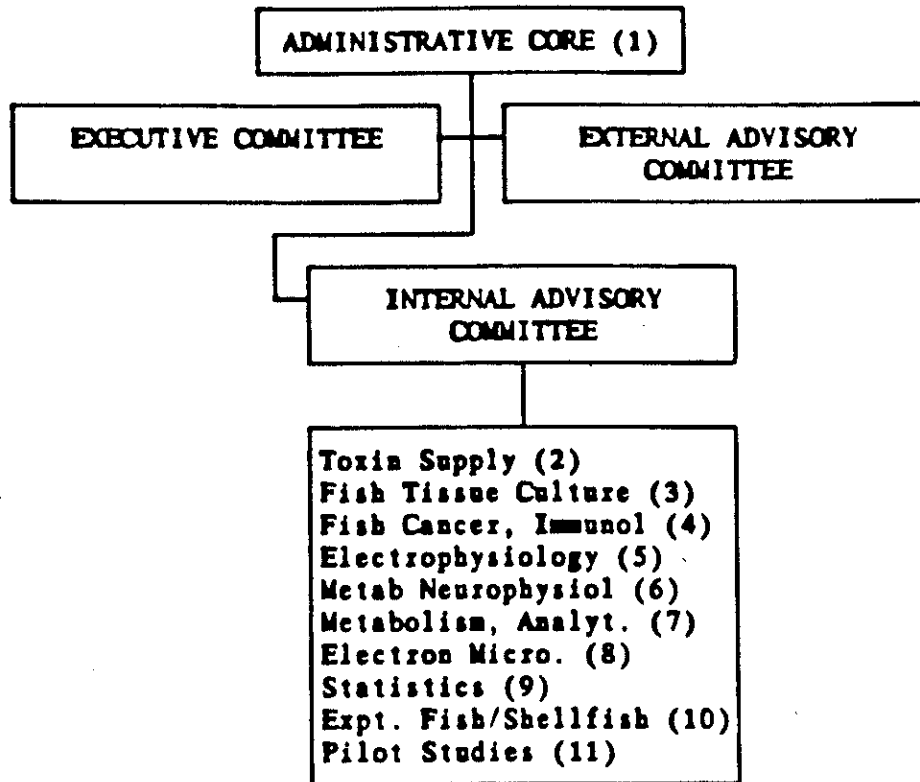 ADMINISTRATIVE CORE (1)
EXECUTIVE COMMITTEE
EXTERNAL ADVISORY
COMMITTEE
INTERNAL ADVISORY
COMMITTEE
Toxin Supply (2)
Fish Tissue Culture (3)
Fish Cancer, Immunol (4)
Electrophysiology (5)
Metab Neurophysiol (6)
Metabolism, Analyt. (7)
Electron Micro. (8)
Statistics (9)
Expt. Fish/Shellfish (10)
Pilot Studies (11)